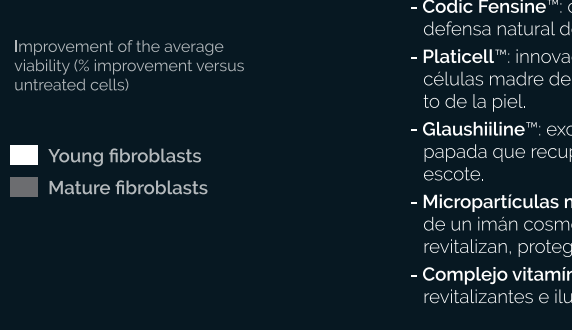 Improvement of the average
viability (% improvement versus
untreated cells)
Young fibroblasts
Mature fibroblasts
- Codic Fensine™:
defensa natural d
- Platicell™: innova
células madre de
to de la piel.
- Glaushiiline™: exc
papada que recup
escote.
- Micropartículas
de un imán cosm
revitalizan, proteg
- Complejo vitamín
revitalizantes e ilu